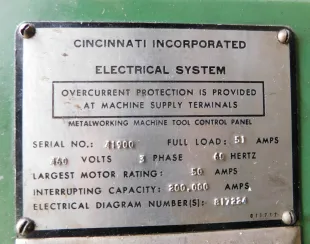 CINCINNATI INCORPORATED
ELECTRICAL SYSTEM
OVERCURRENT PROTECTION IS PROVIDED
AT MACHINE SUPPLY TERMINALS
METALWORKING MACHINE TOOL CONTROL PANEL
SERIAL NO.: 41900 FULL LOAD: 51 AMPS
460 VOLTS 3 PHASE 60 HERTZ
LARGEST MOTOR RATING: 50 AMPS
INTERRUPTING CAPACITY: 200,000 AMPS
ELECTRICAL DIAGRAM NUMBER(S): 817224